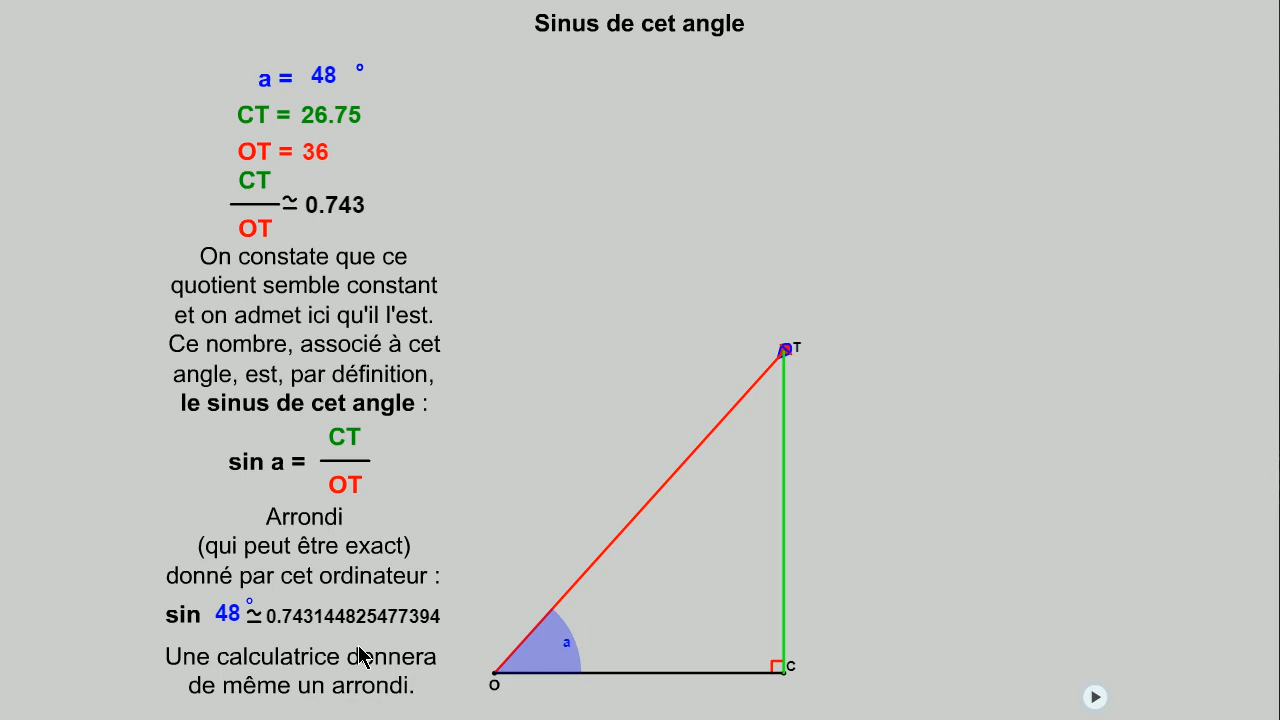 Sinus de cet angle
a = 48 °
CT = 26.75
OT = 36
CT
≃ 0.743
OT
On constate que ce
quotient semble constant
et on admet ici qu'il l'est.
Ce nombre, associé à cet
angle, est, par définition,
le sinus de cet angle :
CT
sin a =
OT
Arrondi
(qui peut être exact)
donné par cet ordinateur :
sin 48° ≃ 0.743144825477394
Une calculatrice donnera
de même un arrondi.
T
a
C
O